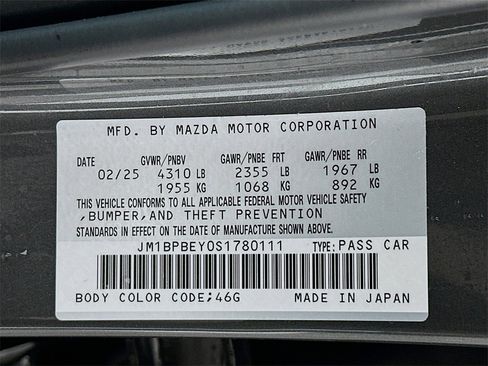 MFD. BY MAZDA MOTOR CORPORATION
DATE GVWR/PNBV GAWR/PNBE FRT GAWR/PNBE RR
02/25 4310 LB 2355 LB 1967 LB
1955 KG 1068 KG 892 KG
THIS VEHICLE CONFORMS TO ALL APPLICABLE FEDERAL MOTOR VEHICLE SAFETY
,BUMPER,AND THEFT PREVENTION
STANDARDS IN EFFECT ON THE DATE OF MANUFACTURE SHOWN ABOVE.
JM1BPBEY0S1780111 TYPE: PASS CAR
BODY COLOR CODE;46G MADE IN JAPAN